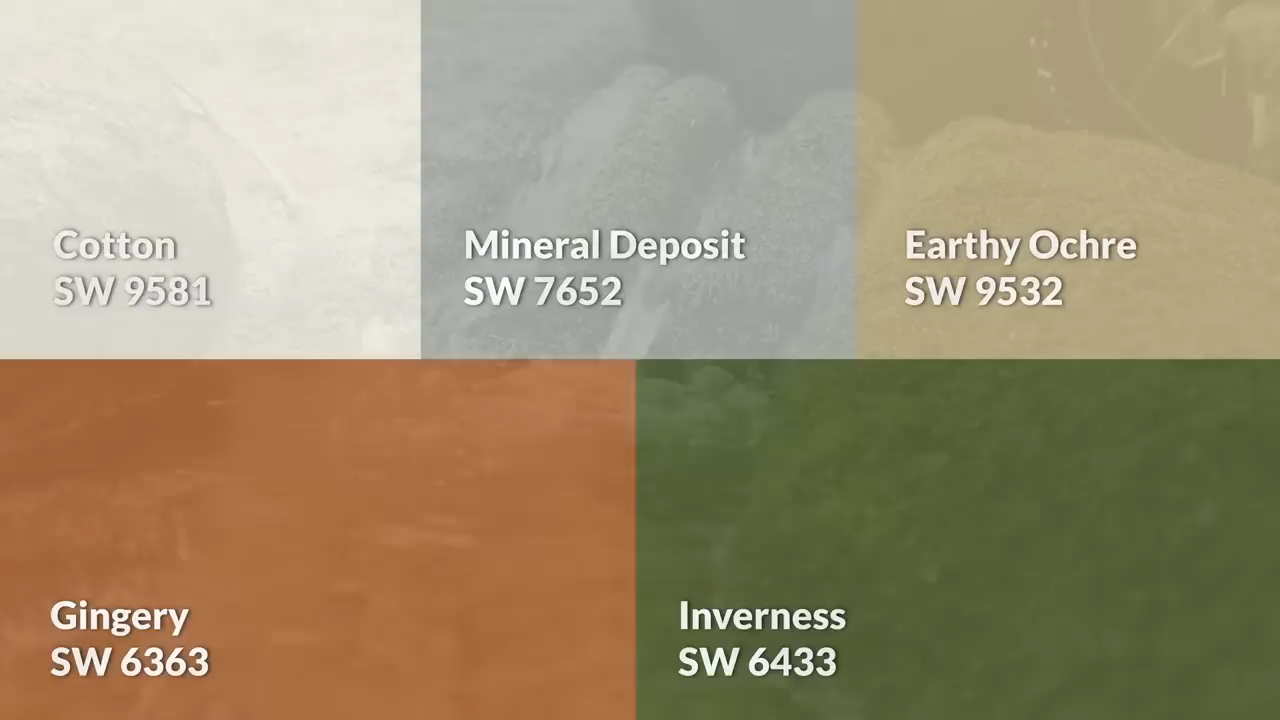 Cotton
SW 9581
Mineral Deposit
SW 7652
Earthy Ochre
SW 9532
Gingery
SW 6363
Inverness
SW 6433